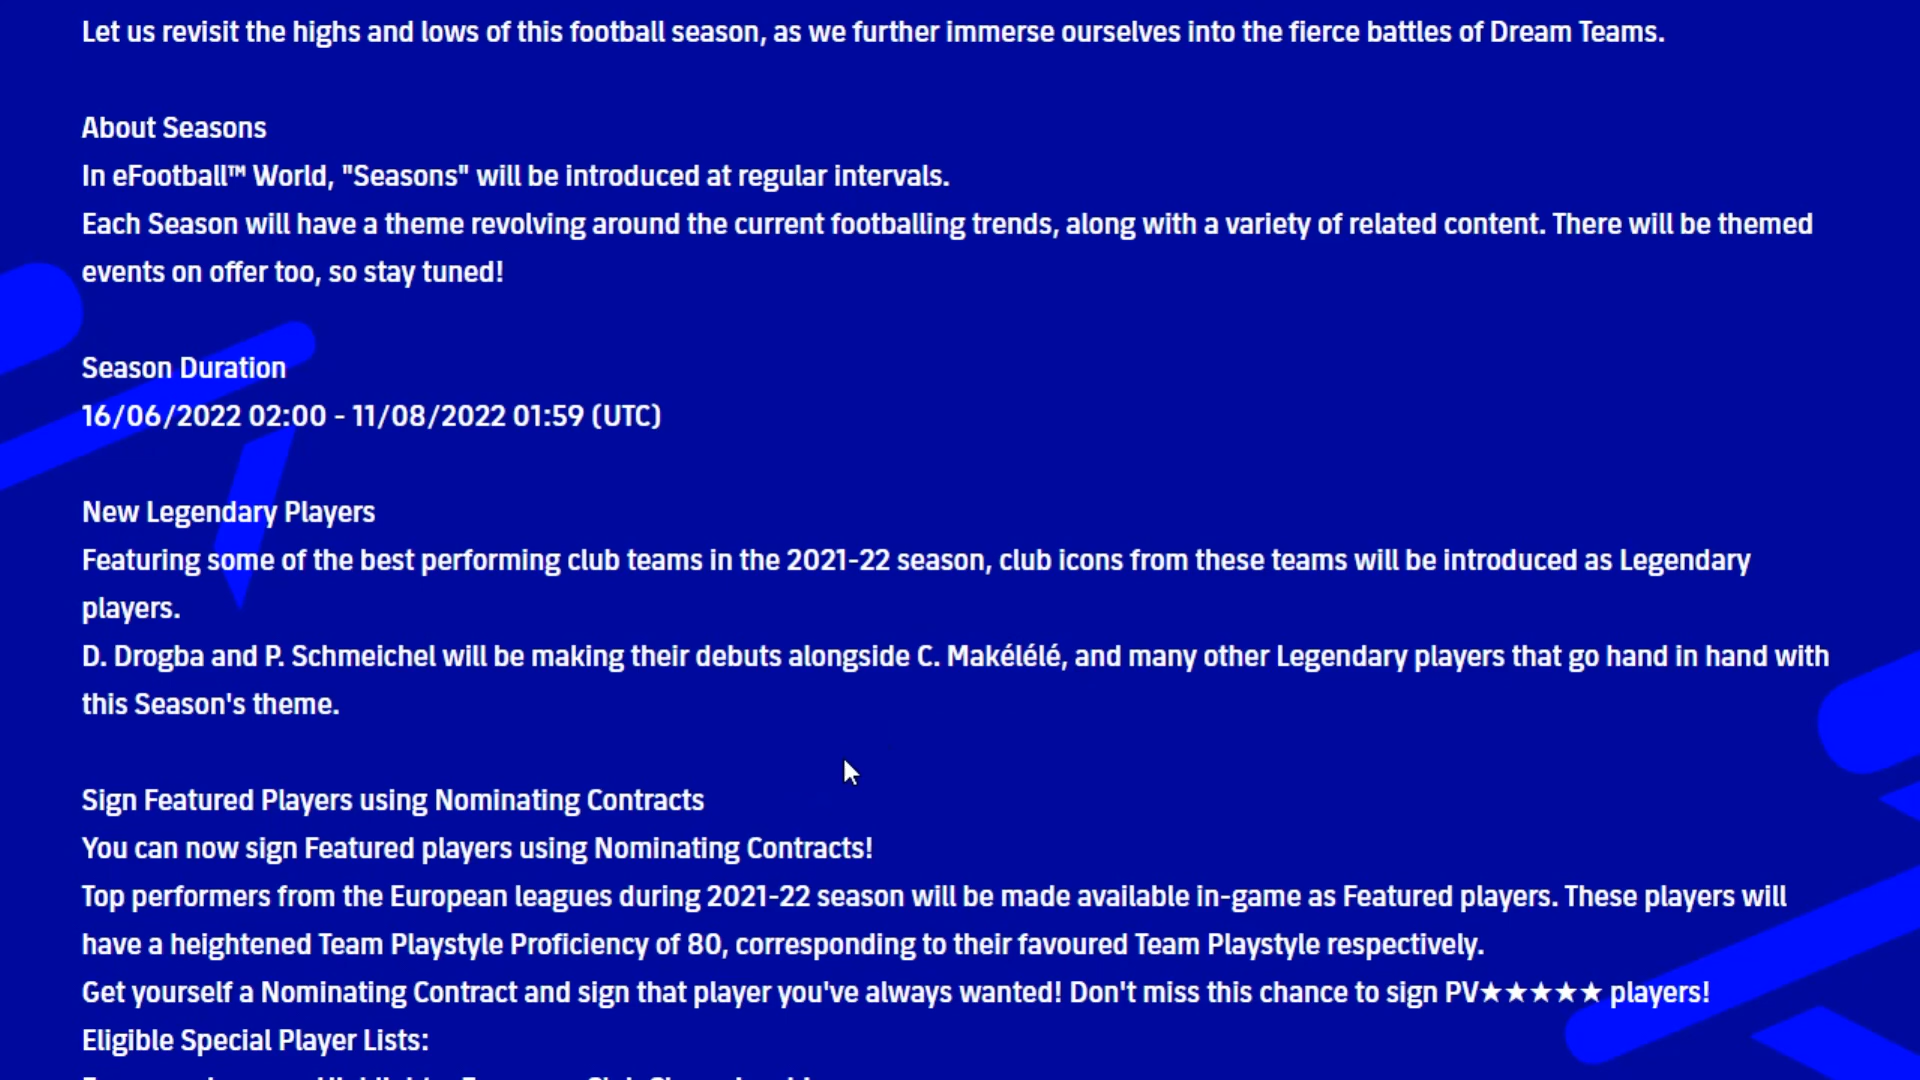 Let us revisit the highs and lows of this football season, as we further immerse ourselves into the fierce battles of Dream Teams.
About Seasons
In eFootball™ World, "Seasons" will be introduced at regular intervals.
Each Season will have a theme revolving around the current footballing trends, along with a variety of related content. There will be themed
events on offer too, so stay tuned!
Season Duration
16/06/2022 02:00 - 11/08/2022 01:59 (UTC)
New Legendary Players
Featuring some of the best performing club teams in the 2021-22 season, club icons from these teams will be introduced as Legendary
players.
D. Drogba and P. Schmeichel will be making their debuts alongside C. Makélélé, and many other Legendary players that go hand in hand with
this Season's theme.
Sign Featured Players using Nominating Contracts
You can now sign Featured players using Nominating Contracts!
Top performers from the European leagues during 2021-22 season will be made available in-game as Featured players. These players will
have a heightened Team Playstyle Proficiency of 80, corresponding to their favoured Team Playstyle respectively.
Get yourself a Nominating Contract and sign that player you've always wanted! Don't miss this chance to sign PV★★★★★ players!
Eligible Special Player Lists: